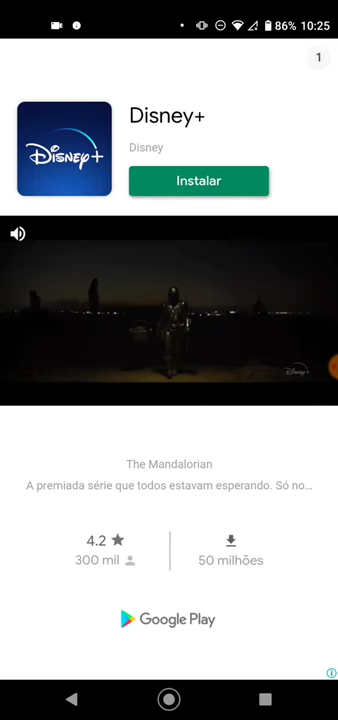 86% 10:25
1
Disney+
Disney+
Disney
Instalar
Disney+
The Mandalorian
A premiada série que todos estavam esperando. Só no...
4.2
300 mil
50 milhões
Google Play